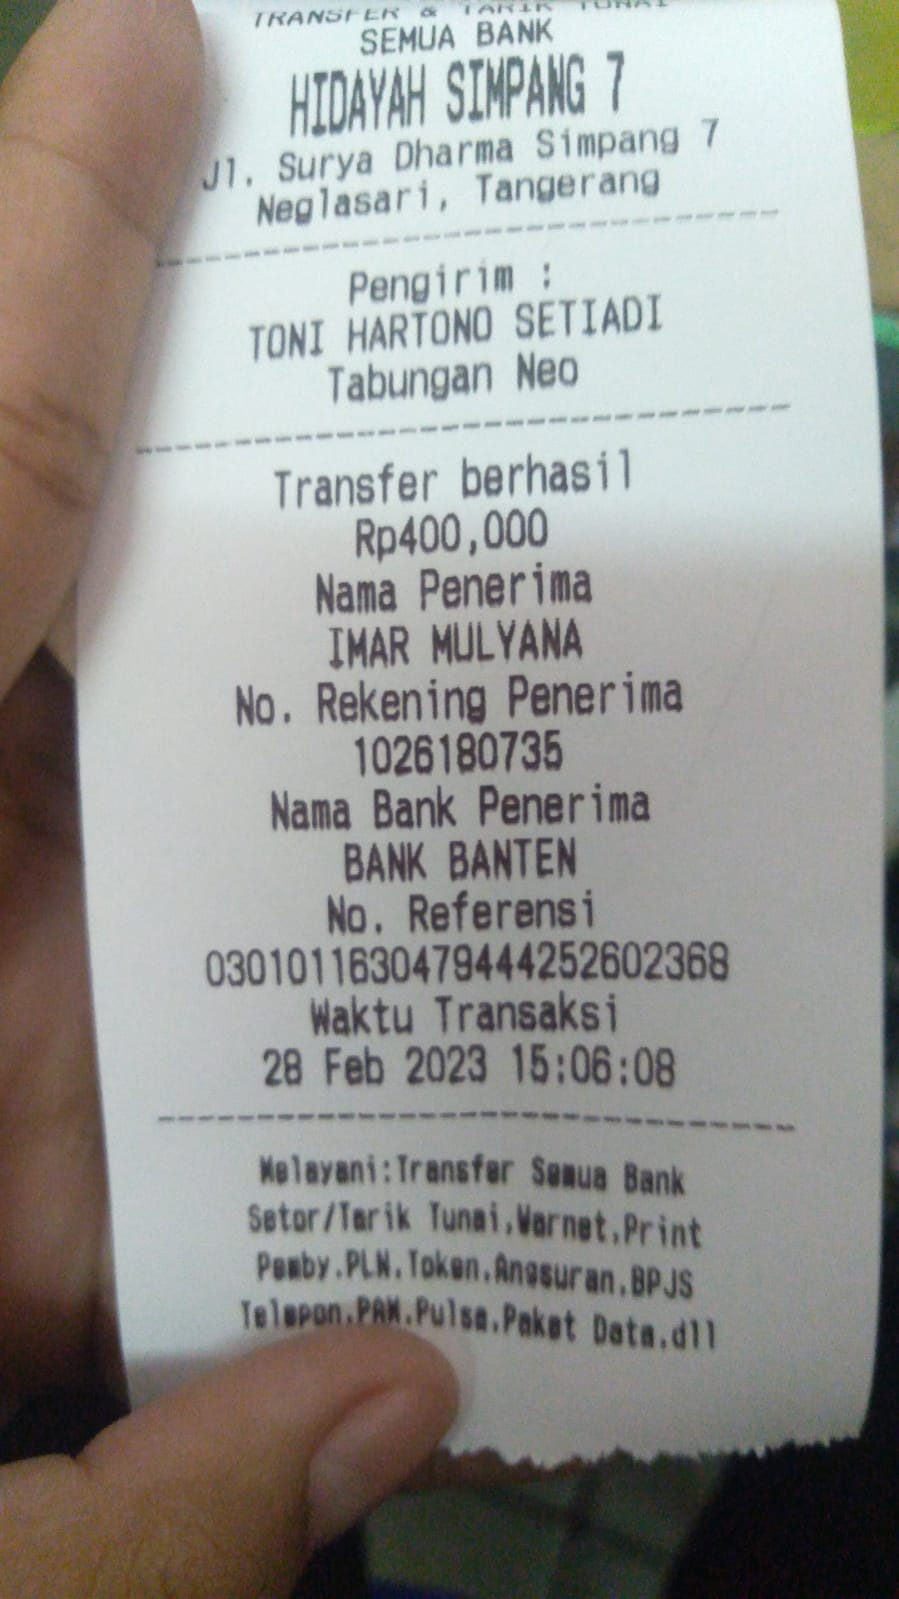 TRANSFER & TARIK TUNAI
SEMUA BANK
HIDAYAH SIMPANG 7
Jl. Surya Dharma Simpang 7
Neglasari, Tangerang
Pengirim :
TONI HARTONO SETIADI
Tabungan Neo
Transfer berhasil
Rp400,000
Nama Penerima
IMAR MULYANA
No. Rekening Penerima
1026180735
Nama Bank Penerima
BANK BANTEN
No. Referensi
0301011630479444252602368
Waktu Transaksi
28 Feb 2023 15:06:08
Melayani:Transfer Semua Bank
Setor/Tarik Tunai,Warnet,Print
Pemby.PLN,Token,Angsuran,BPJS
Telepon,PAM,Pulsa,Paket Data,dll